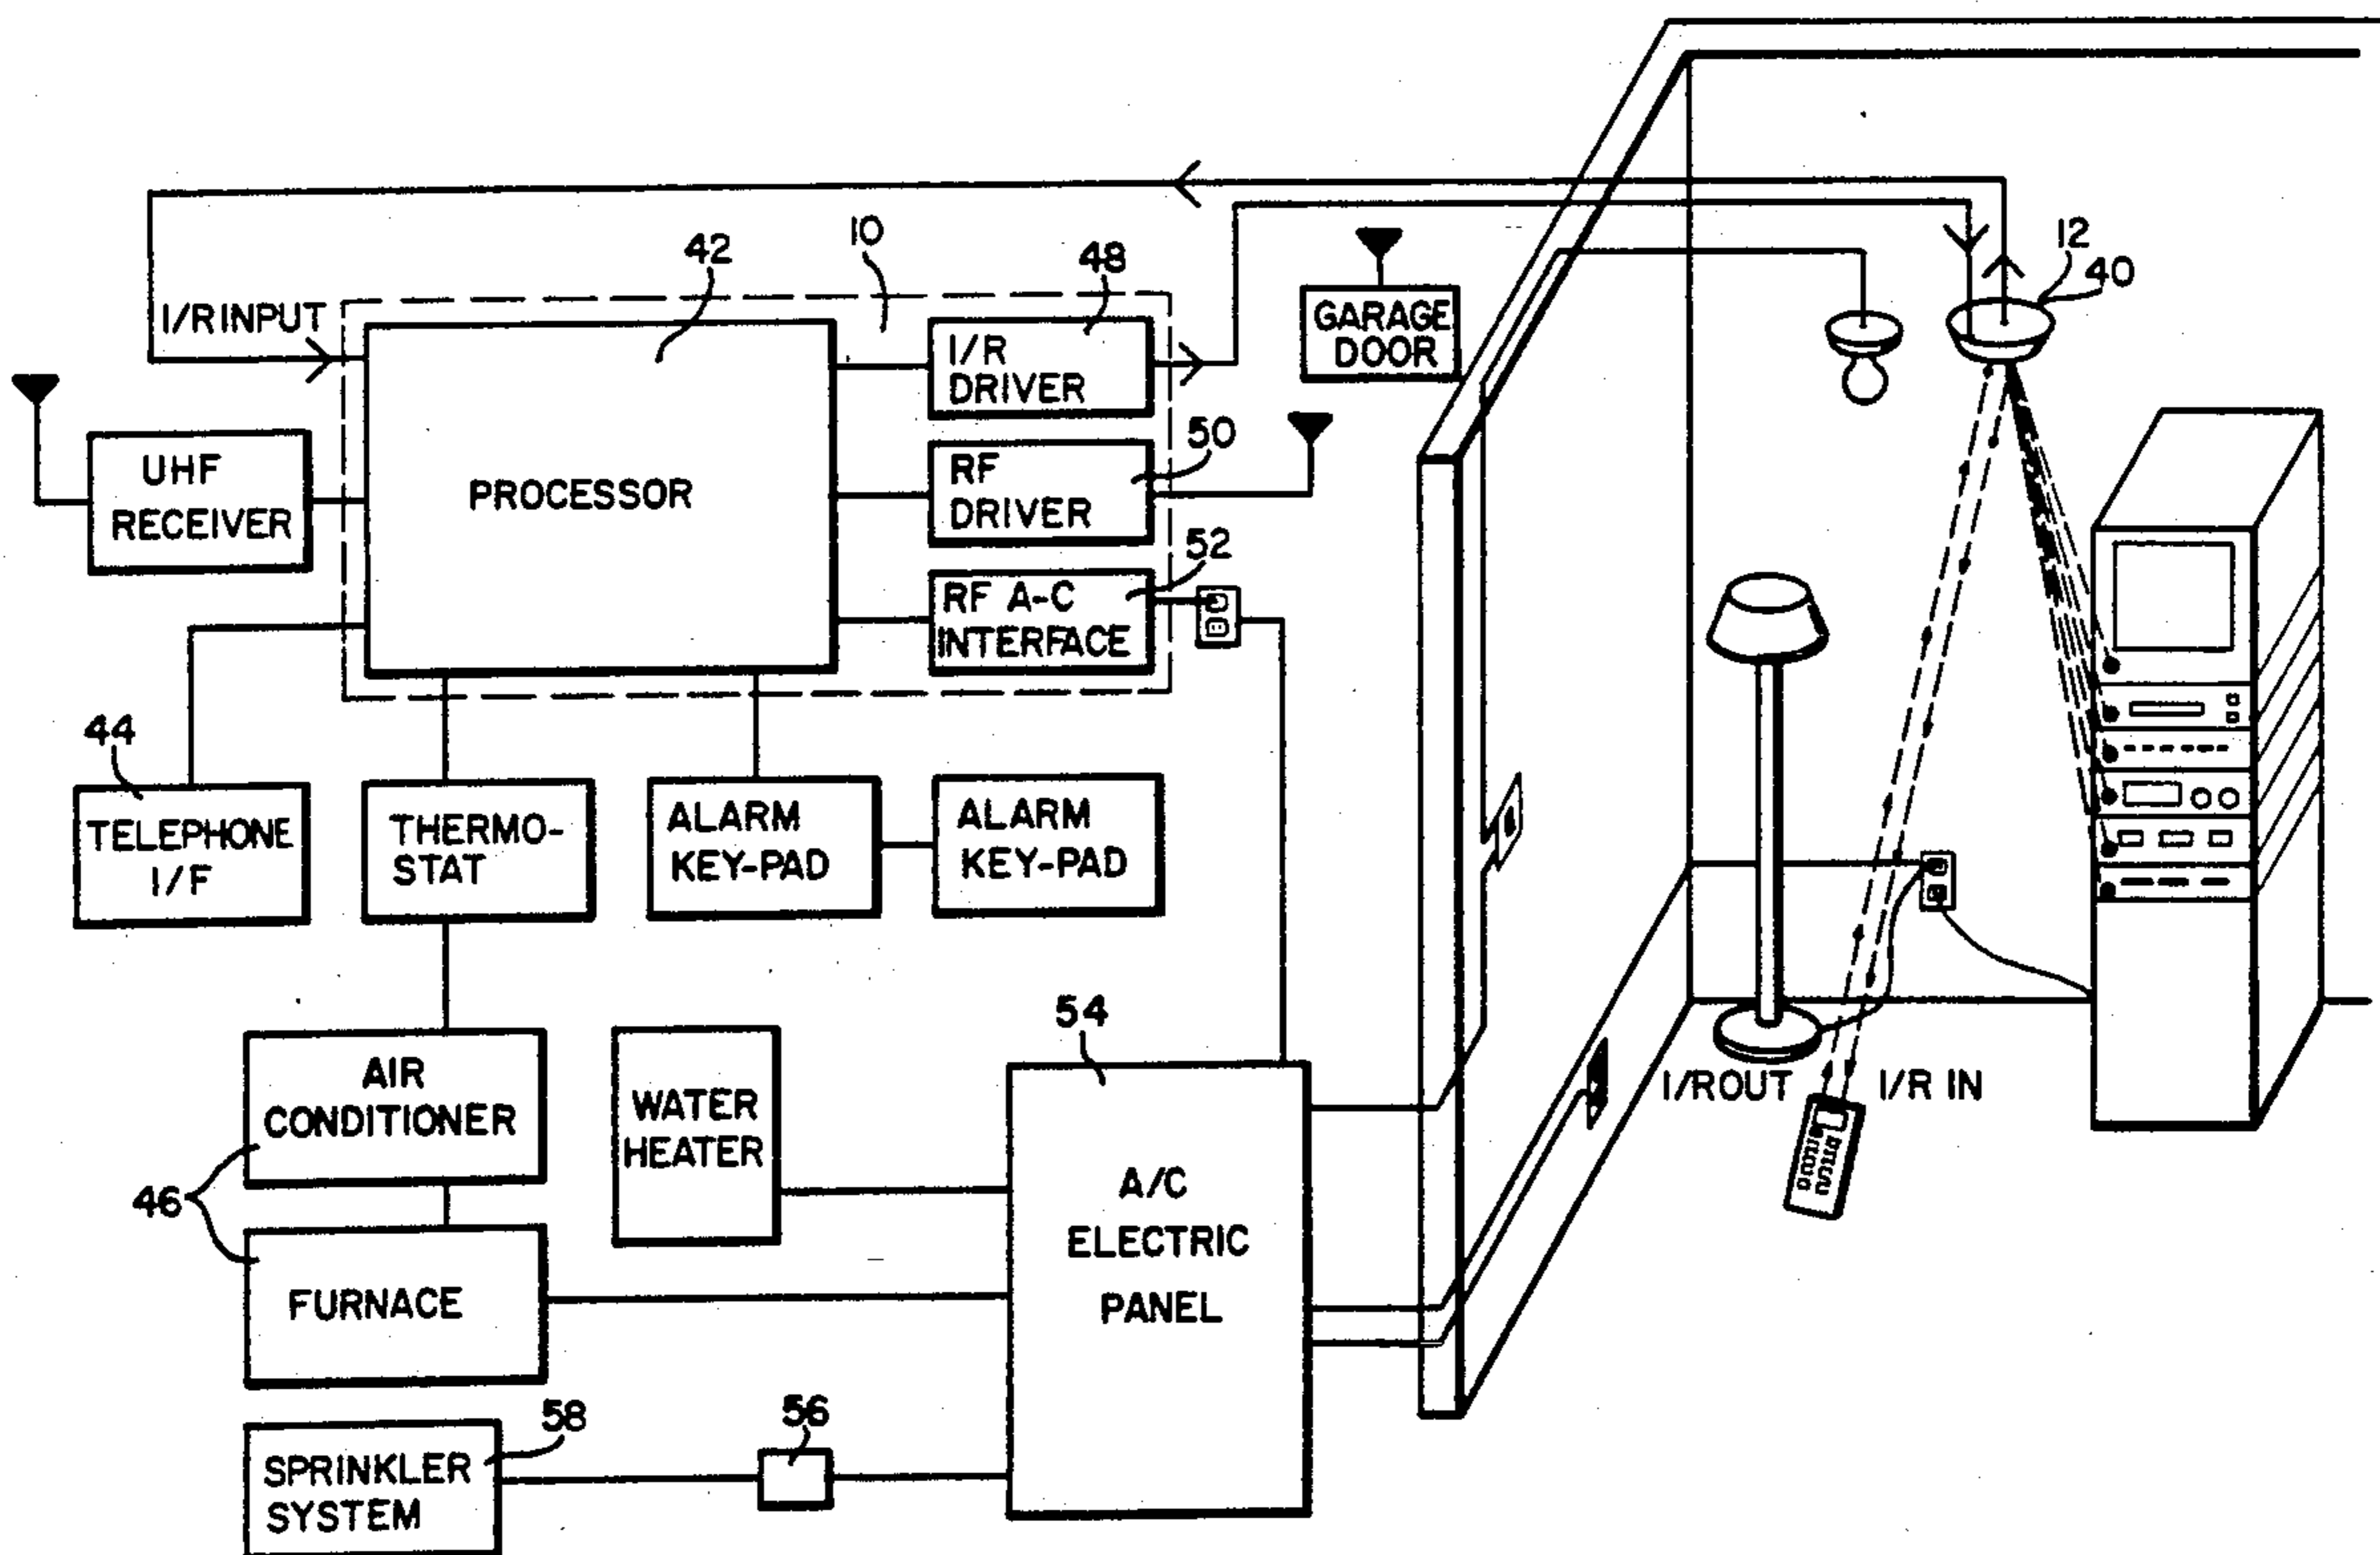 12
40
42
10
48
I/R INPUT
GARAGE
DOOR
I/R
DRIVER
50
UHF
RECEIVER
PROCESSOR
RF
DRIVER
52
RF A-C
INTERFACE
44
TELEPHONE
I/F
THERMO-
STAT
ALARM
KEY-PAD
ALARM
KEY-PAD
54
AIR
CONDITIONER
WATER
HEATER
I/R OUT
I/R IN
46
A/C
ELECTRIC
PANEL
FURNACE
58
56
SPRINKLER
SYSTEM